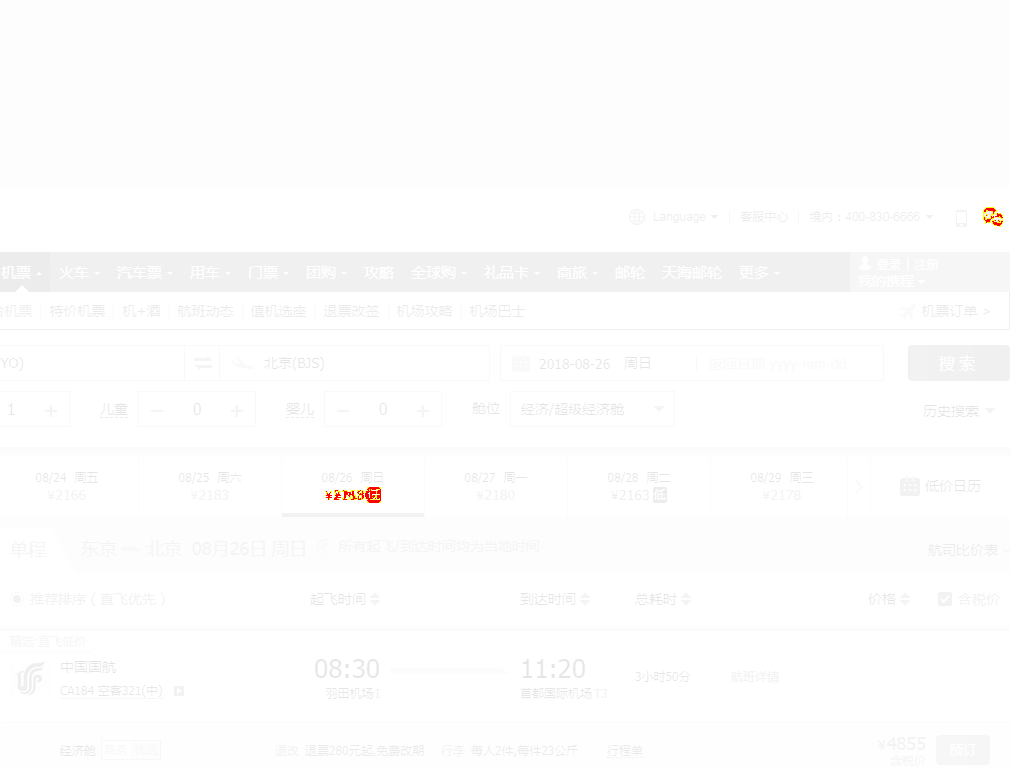 Language 客服中心 境内：400-830-6666
机票 火车 汽车票 用车 门票 团购 攻略 全球购 礼品卡 南旅 邮轮 天海邮轮 更多
登录 | 注册
我的携程
机票 特价机票 机+酒 航班动态 值机选座 退票改签 机场攻略 机场巴士 机票订单 >
YO) 北京(BJS) 2018-08-26 周日 返回日期 yyyy-mm-dd 搜索
1 + 儿童 — 0 + 婴儿 — 0 + 舱位 经济/超级经济舱 历史搜索
08/24 周五 08/25 周六 08/26 周日 08/27 周一 08/28 周二 08/29 周三
¥2166 ¥2183 ¥2180 ¥2163 低 ¥2178 低价日历
单程 东京 — 北京 08月26日 周日 所有起飞/到达时间均为当地时间 航司比价表
推荐排序（直飞优先） 起飞时间 到达时间 总耗时 价格 含税价
直飞低价
中国国航 08:30 11:20
CA184 空客321(中) 羽田机场 首都国际机场T3 3小时50分 航班详情
经济舱 退改 退票280元起,免费改期 行李 每人2件,每件23公斤 行程单 ¥4855 预订
含税价